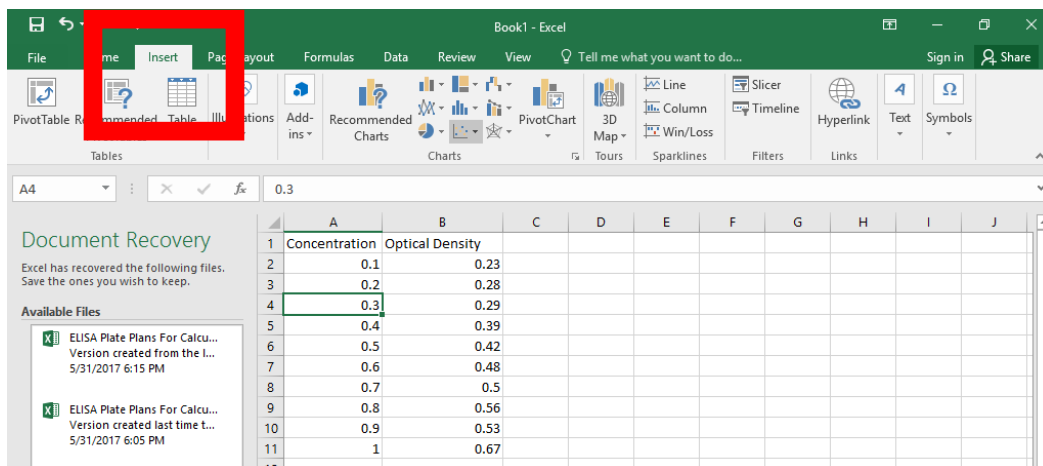 Book1 - Excel
File Insert Formulas Data Review View Tell me what you want to do... Sign in Share
PivotTable Table Add-ins Recommended Charts PivotChart 3D Map Line Column Win/Loss Slicer Timeline Hyperlink Text Symbols
Tables Charts Tours Sparklines Filters Links
A4 fx 0.3
Document Recovery
Excel has recovered the following files.
Save the ones you wish to keep.
Available Files
ELISA Plate Plans For Calcu...
Version created from the l...
5/31/2017 6:15 PM
ELISA Plate Plans For Calcu...
Version created last time t...
5/31/2017 6:05 PM
A B C D E F G H I J
1 Concentration Optical Density
2 0.1 0.23
3 0.2 0.28
4 0.3 0.29
5 0.4 0.39
6 0.5 0.42
7 0.6 0.48
8 0.7 0.5
9 0.8 0.56
10 0.9 0.53
11 1 0.67